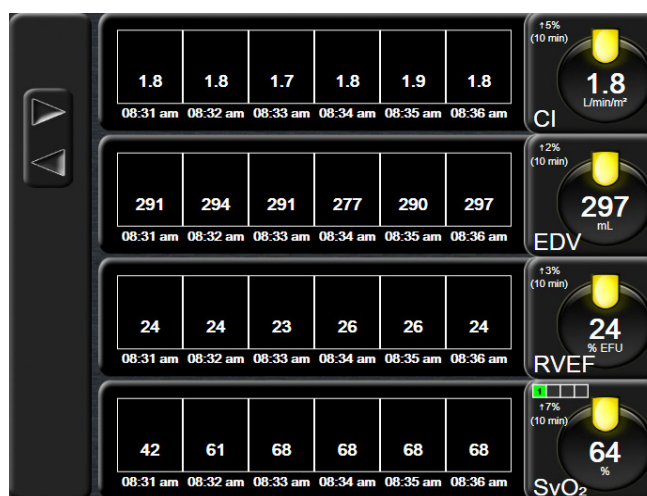 1.8 1.8 1.7 1.8 1.9 1.8
08:31 am 08:32 am 08:33 am 08:34 am 08:35 am 08:36 am
↑5%
(10 min)
1.8
L/min/m²
CI
291 294 291 277 290 297
08:31 am 08:32 am 08:33 am 08:34 am 08:35 am 08:36 am
↑2%
(10 min)
297
mL
EDV
24 24 23 26 26 24
08:31 am 08:32 am 08:33 am 08:34 am 08:35 am 08:36 am
↑3%
(10 min)
24
% EFU
RVEF
42 61 68 68 68 68
08:31 am 08:32 am 08:33 am 08:34 am 08:35 am 08:36 am
1
↑7%
(10 min)
64
%
SvO₂